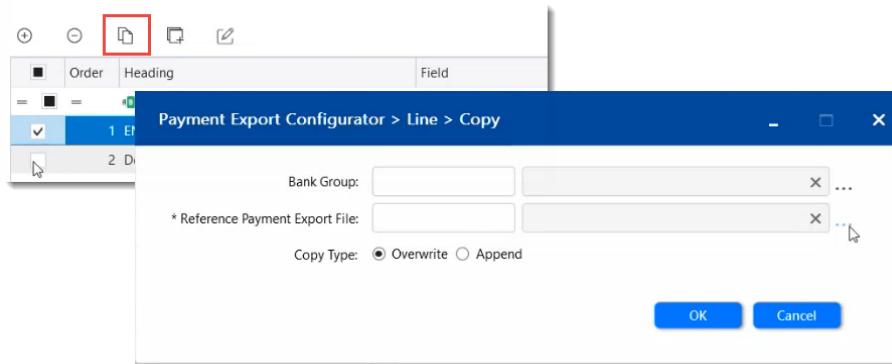 Order Heading Field
= =
1 EN
2 D
Payment Export Configurator > Line > Copy
Bank Group:
* Reference Payment Export File:
Copy Type: Overwrite Append
OK Cancel